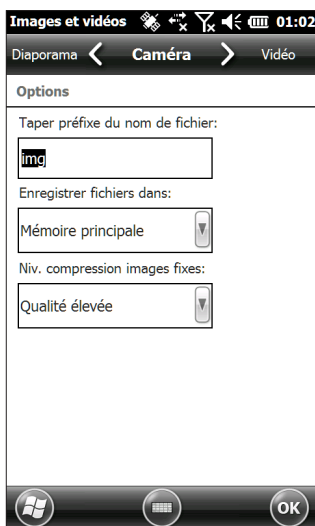 Images et vidéos 01:02
Diaporama Caméra Vidéo
Options
Taper préfixe du nom de fichier:
img
Enregistrer fichiers dans:
Mémoire principale
Niv. compression images fixes:
Qualité élevée
OK